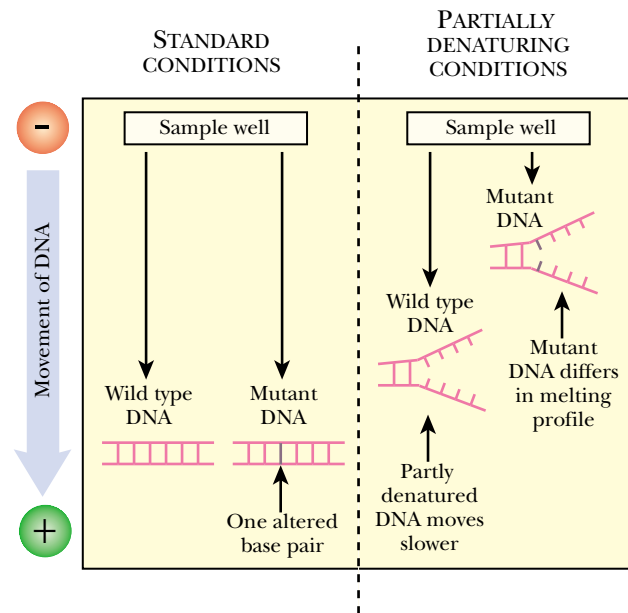 STANDARD
CONDITIONS
PARTIALLY
DENATURING
CONDITIONS
-
+
Movement of DNA
Sample well
Wild type
DNA
Mutant
DNA
One altered
base pair
Sample well
Mutant
DNA
Wild type
DNA
Mutant
DNA differs
in melting
profile
Partly
denatured
DNA moves
slower